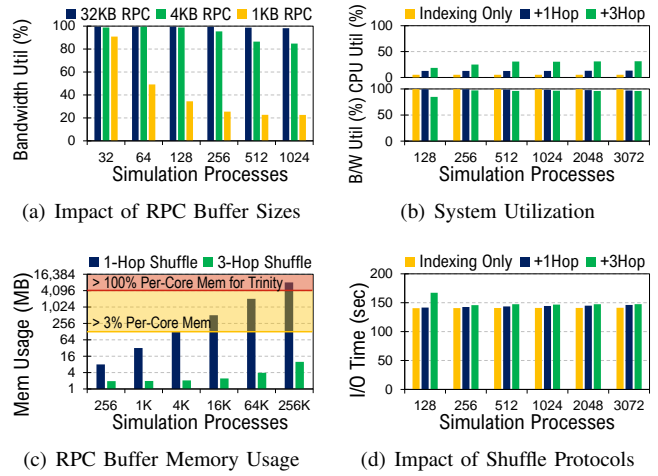 32KB RPC 4KB RPC 1KB RPC
Bandwidth Util (%)
100
80
60
40
20
0
32 64 128 256 512 1024
Simulation Processes
(a) Impact of RPC Buffer Sizes
Indexing Only +1Hop +3Hop
B/W Util (%) CPU Util (%)
100
50
0
100
50
0
128 256 512 1024 2048 3072
Simulation Processes
(b) System Utilization
1-Hop Shuffle 3-Hop Shuffle
Mem Usage (MB)
16,384
4,096
1,024
256
64
16
4
1
> 100% Per-Core Mem for Trinity
> 3% Per-Core Mem
256 1K 4K 16K 64K 256K
Simulation Processes
(c) RPC Buffer Memory Usage
Indexing Only +1Hop +3Hop
I/O Time (sec)
200
150
100
50
0
128 256 512 1024 2048 3072
Simulation Processes
(d) Impact of Shuffle Protocols